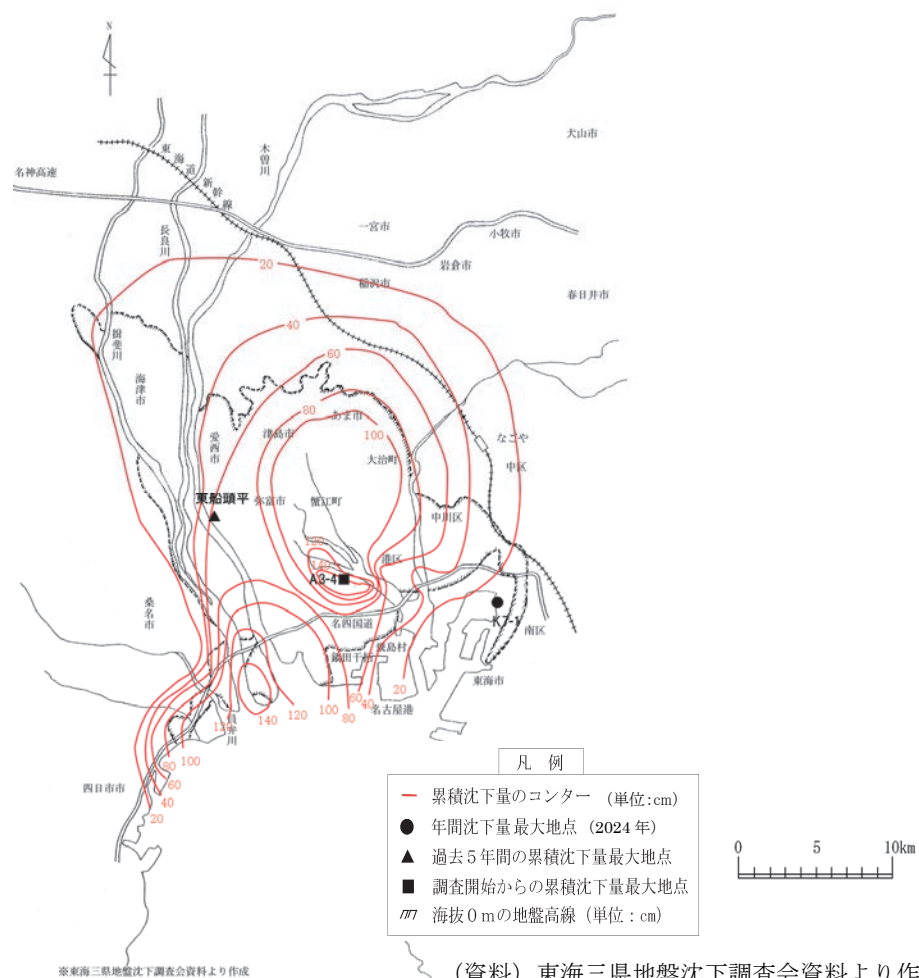 N
犬山市
木曽川
東海道新幹線
名神高速
長良川
一宮市
小牧市
岩倉市
20
稲沢市
春日井市
40
揖斐川
60
海津市
80
あま市
愛西市
津島市
100
なごや
大治町
中区
東船頭平
弥富市
蟹江町
中川区
120
港区
140
A3-4
桑名市
K7-1
名四国道
南区
飛島村
鍋田干拓
東海市
20
60
40
100
80
名古屋港
120
140
120
員弁川
100
80
60
40
20
四日市市
凡 例
累積沈下量のコンター (単位:cm)
年間沈下量最大地点 (2024年)
過去5年間の累積沈下量最大地点
調査開始からの累積沈下量最大地点
海抜0mの地盤高線 (単位:cm)
0 5 10km
※東海三県地盤沈下調査会資料より作成
(資料) 東海三県地盤沈下調査会資料より作